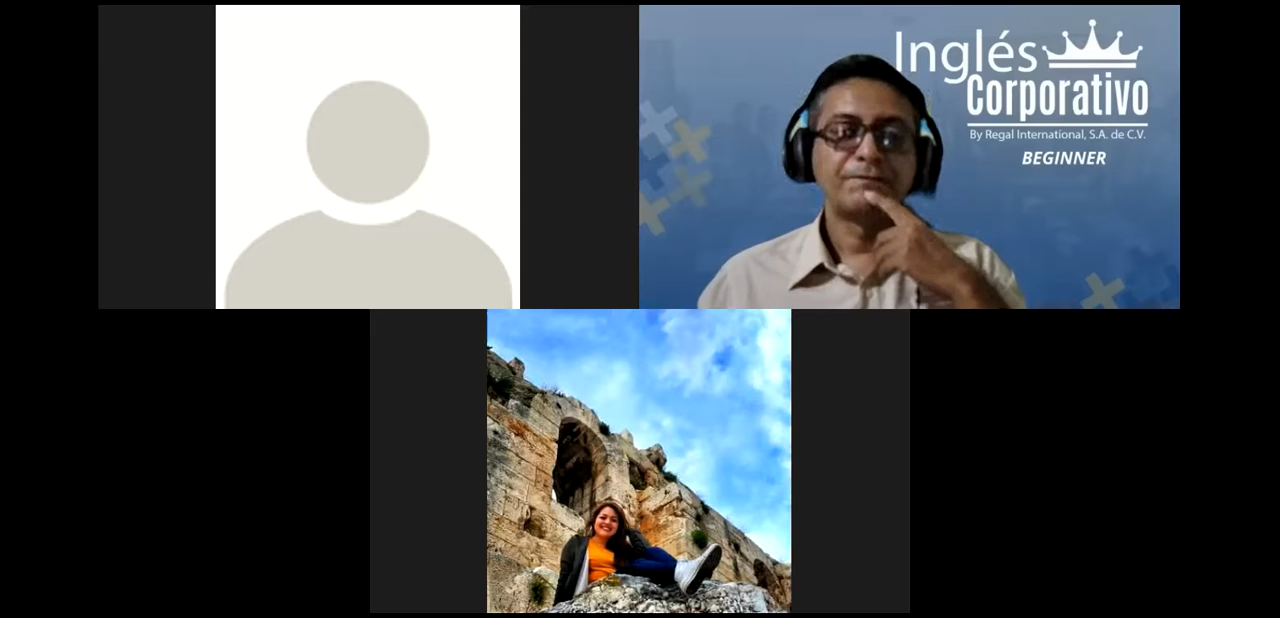 Inglés
Corporativo
By Regal International, S.A. de C.V.
BEGINNER